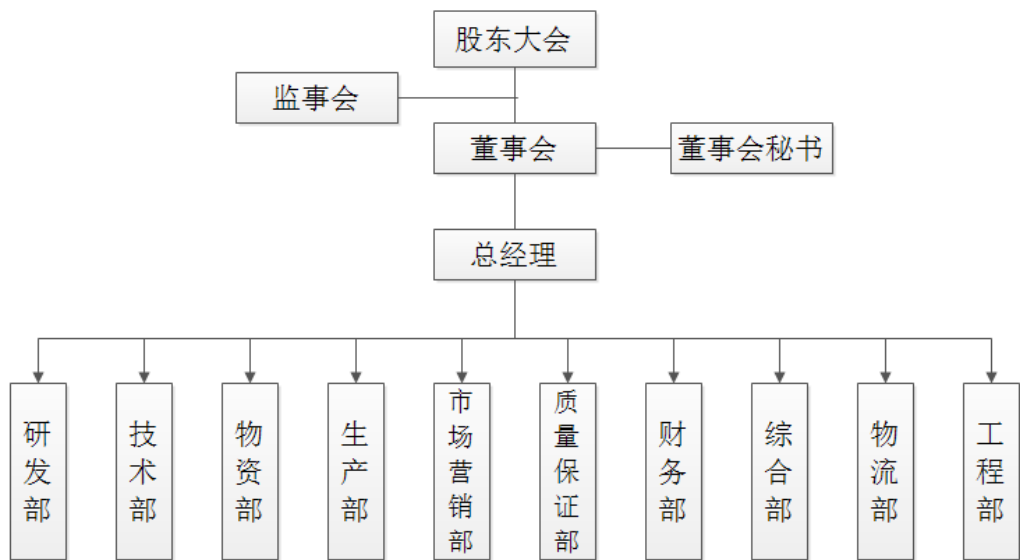 股东大会
监事会
董事会
董事会秘书
总经理
研发部
技术部
物资部
生产部
市场营销部
质量保证部
财务部
综合部
物流部
工程部